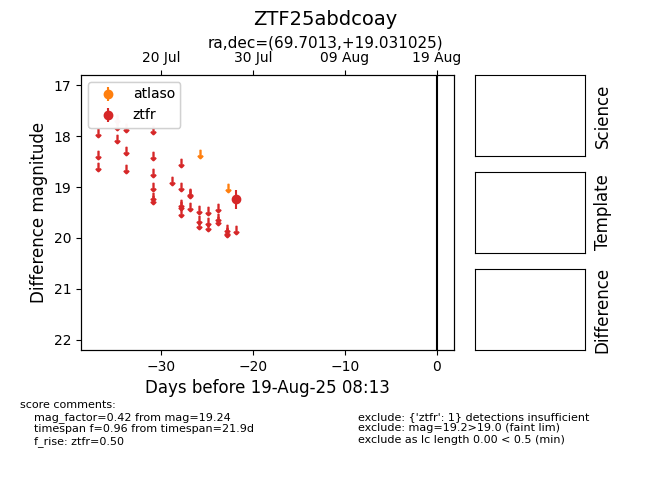 ZTF25abdcoay
ra,dec=(69.7013,+19.031025)
20 Jul 30 Jul 09 Aug 19 Aug
atlaso
ztfr
17
18
19
20
21
22
Difference magnitude
−30 −20 −10 0
Days before 19-Aug-25 08:13
Science
Template
Difference
score comments:
mag_factor=0.42 from mag=19.24
timespan f=0.96 from timespan=21.9d
f_rise: ztfr=0.50
exclude: {'ztfr': 1} detections insufficient
exclude: mag=19.2>19.0 (faint lim)
exclude as lc length 0.00 < 0.5 (min)